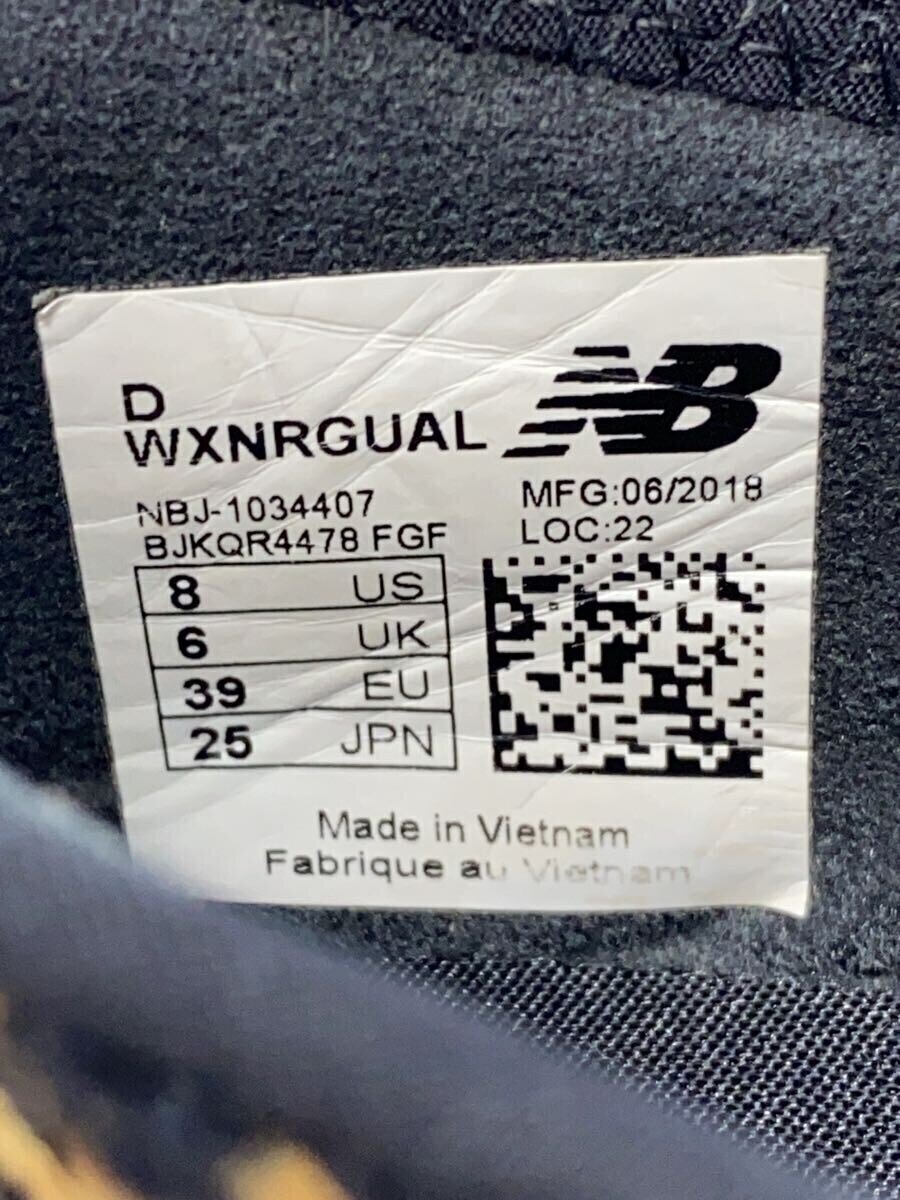 D
WXNRGUAL
NB
NBJ-1034407
BJKQR4478 FGF
MFG:06/2018
LOC:22
8 US
6 UK
39 EU
25 JPN
Made in Vietnam
Fabrique au Vietnam